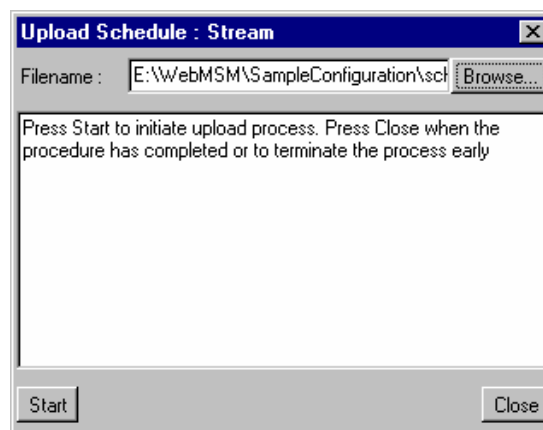 Upload Schedule : Stream
Filename : E:\WebMSM\SampleConfiguration\scl Browse...
Press Start to initiate upload process. Press Close when the
procedure has completed or to terminate the process early
Start Close